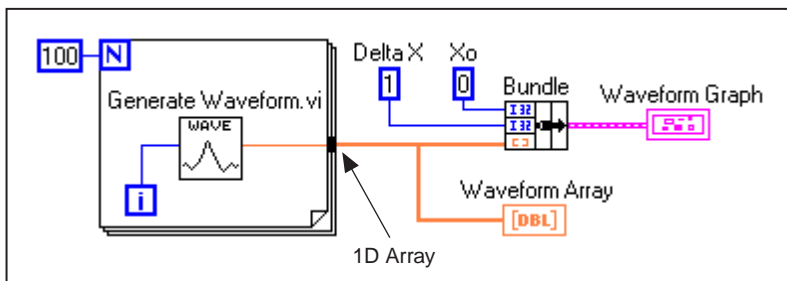 100
N
Generate Waveform.vi
WAVE
i
1D Array
Delta X
1
Xo
0
Bundle
I32
I32
[ ]
Waveform Graph
Waveform Array
[DBL]